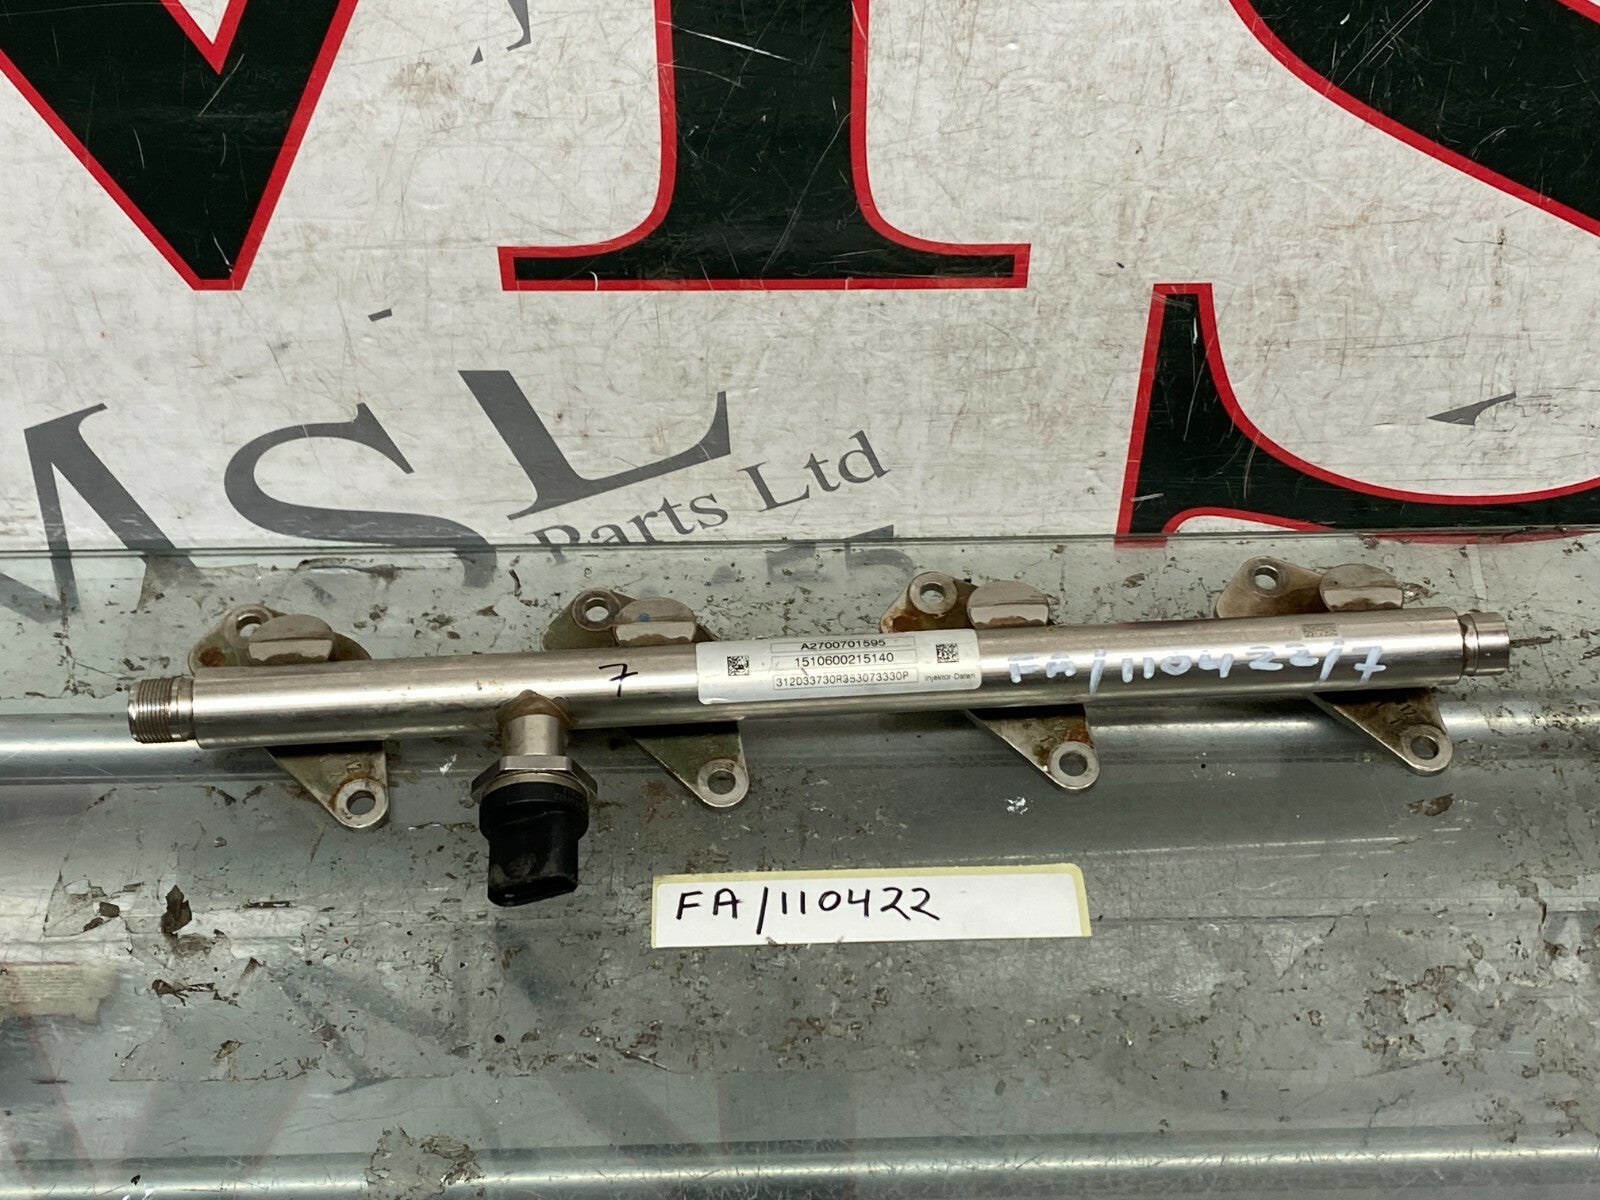 MSL
Parts Ltd
A2700701595
1510600215140
312D33730R353073330P
Injektor-Daten
7
FA/110422/7
FA/110422